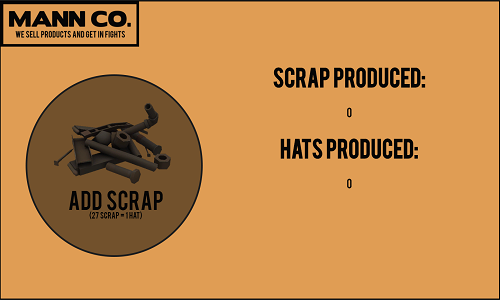 MANN CO.
WE SELL PRODUCTS AND GET IN FIGHTS
SCRAP PRODUCED:
0
HATS PRODUCED:
0
ADD SCRAP
(27 SCRAP = 1 HAT)